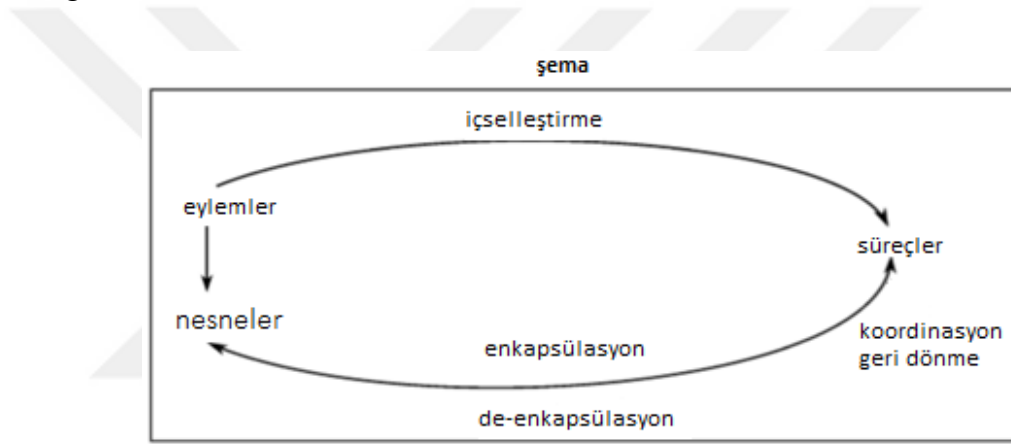 şema
içselleştirme
eylemler
süreçler
nesneler
enkapsülasyon
koordinasyon
geri dönme
de-enkapsülasyon